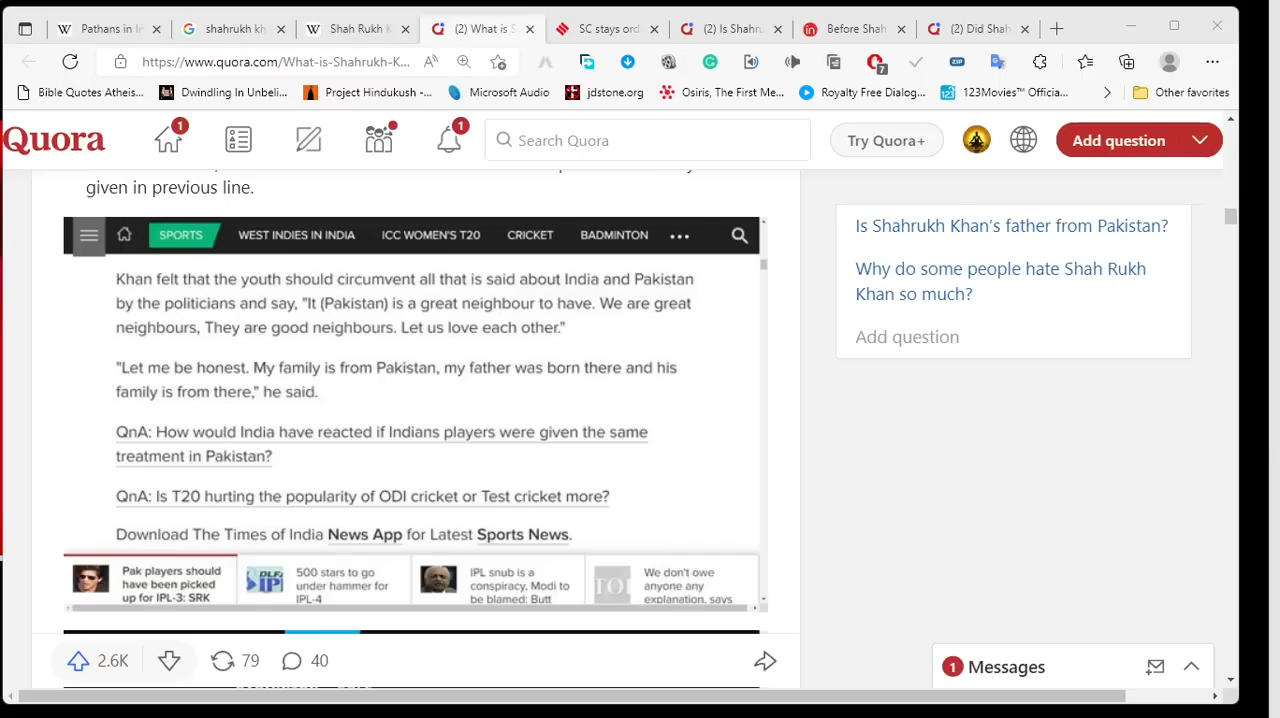 Pathans in I
shahrukh kh
Shah Rukh K
(2) What is S
SC stays ord
(2) Is Shahru
Before Shah
(2) Did Shah
https://www.quora.com/What-is-Shahrukh-K...
7
ZIP
Bible Quotes Atheis...
Dwindling In Unbeli...
Project Hindukush -...
Microsoft Audio
jdstone.org
Osiris, The First Me...
Royalty Free Dialog...
123Movies™ Officia...
Other favorites
Quora
1
1
Search Quora
Try Quora+
Add question
given in previous line.
SPORTS
WEST INDIES IN INDIA
ICC WOMEN'S T20
CRICKET
BADMINTON
Khan felt that the youth should circumvent all that is said about India and Pakistan
by the politicians and say, "It (Pakistan) is a great neighbour to have. We are great
neighbours, They are good neighbours. Let us love each other."
"Let me be honest. My family is from Pakistan, my father was born there and his
family is from there," he said.
QnA: How would India have reacted if Indians players were given the same
treatment in Pakistan?
QnA: Is T20 hurting the popularity of ODI cricket or Test cricket more?
Download The Times of India News App for Latest Sports News.
Pak players should
have been picked
up for IPL-3: SRK
500 stars to go
under hammer for
IPL-4
IPL snub is a
conspiracy, Modi to
be blamed: Butt
TOI
We don't owe
anyone any
explanation, says
2.6K
79
40
Is Shahrukh Khan's father from Pakistan?
Why do some people hate Shah Rukh
Khan so much?
Add question
1 Messages